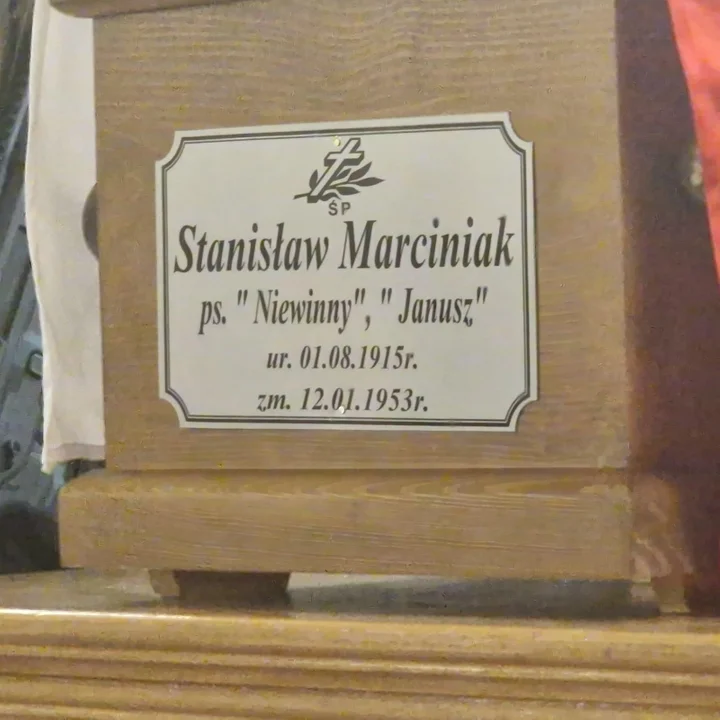 ŚP
Stanisław Marciniak
ps. " Niewinny", " Janusz"
ur. 01.08.1915r.
zm. 12.01.1953r.